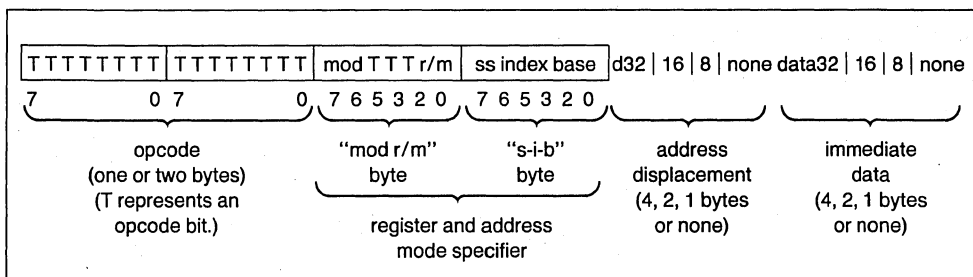 T T T T T T T T T T T T T T T T mod T T T r/m ss index base d32 | 16 | 8 | none data32 | 16 | 8 | none
7 0 7 0 7 6 5 3 2 0 7 6 5 3 2 0
opcode "mod r/m" "s-i-b" address immediate
(one or two bytes) byte byte displacement data
(T represents an (4, 2, 1 bytes (4, 2, 1 bytes
opcode bit.) register and address or none) or none)
mode specifier